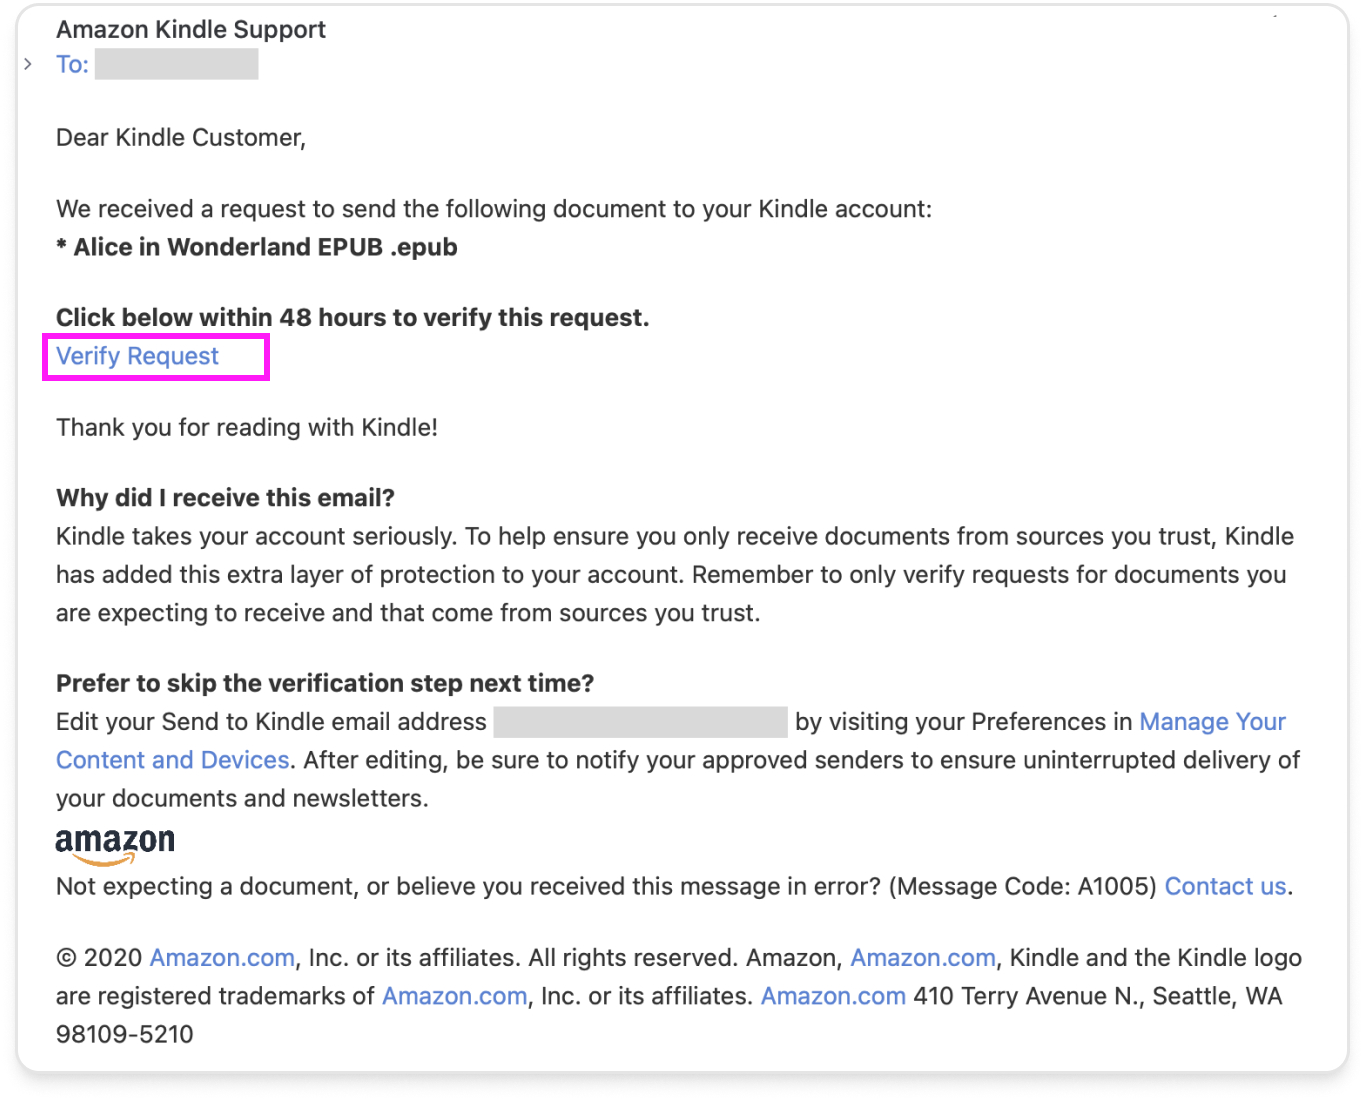 Amazon Kindle Support
To:
Dear Kindle Customer,
We received a request to send the following document to your Kindle account:
* Alice in Wonderland EPUB .epub
Click below within 48 hours to verify this request.
Verify Request
Thank you for reading with Kindle!
Why did I receive this email?
Kindle takes your account seriously. To help ensure you only receive documents from sources you trust, Kindle
has added this extra layer of protection to your account. Remember to only verify requests for documents you
are expecting to receive and that come from sources you trust.
Prefer to skip the verification step next time?
Edit your Send to Kindle email address by visiting your Preferences in Manage Your
Content and Devices. After editing, be sure to notify your approved senders to ensure uninterrupted delivery of
your documents and newsletters.
amazon
Not expecting a document, or believe you received this message in error? (Message Code: A1005) Contact us.
© 2020 Amazon.com, Inc. or its affiliates. All rights reserved. Amazon, Amazon.com, Kindle and the Kindle logo
are registered trademarks of Amazon.com, Inc. or its affiliates. Amazon.com 410 Terry Avenue N., Seattle, WA
98109-5210